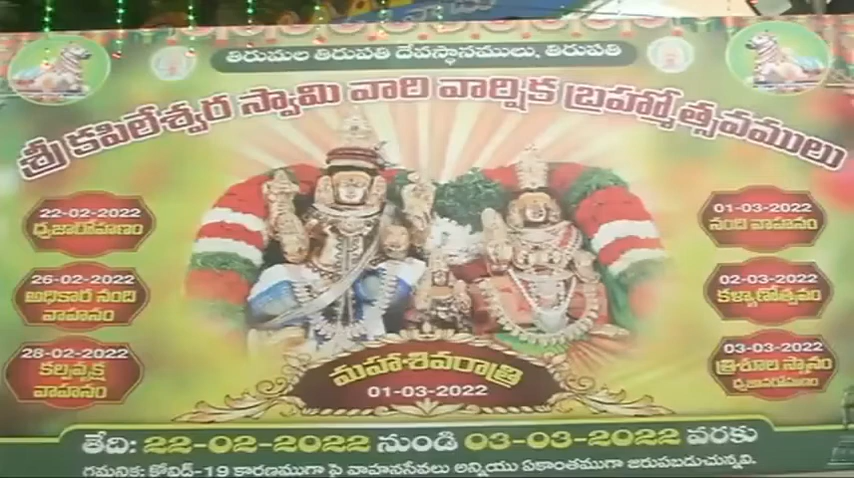 తిరుమల తిరుపతి దేవస్థానములు, తిరుపతి
శ్రీ కపిలేశ్వర స్వామి వారి వార్షిక బ్రహ్మోత్సవములు
22-02-2022
ధ్వజారోహణం
26-02-2022
అధికార నంది
వాహనం
28-02-2022
కల్పవృక్ష
వాహనం
01-03-2022
నంది వాహనం
02-03-2022
కళ్యాణోత్సవం
03-03-2022
త్రిశూల స్నానం
ధ్వజావరోహణం
మహాశివరాత్రి
01-03-2022
తేది: 22-02-2022 నుండి 03-03-2022 వరకు
గమనిక: కోవిడ్-19 కారణముగా పై వాహనసేవలు అన్నియు ఏకాంతముగా జరుపబడుచున్నవి.